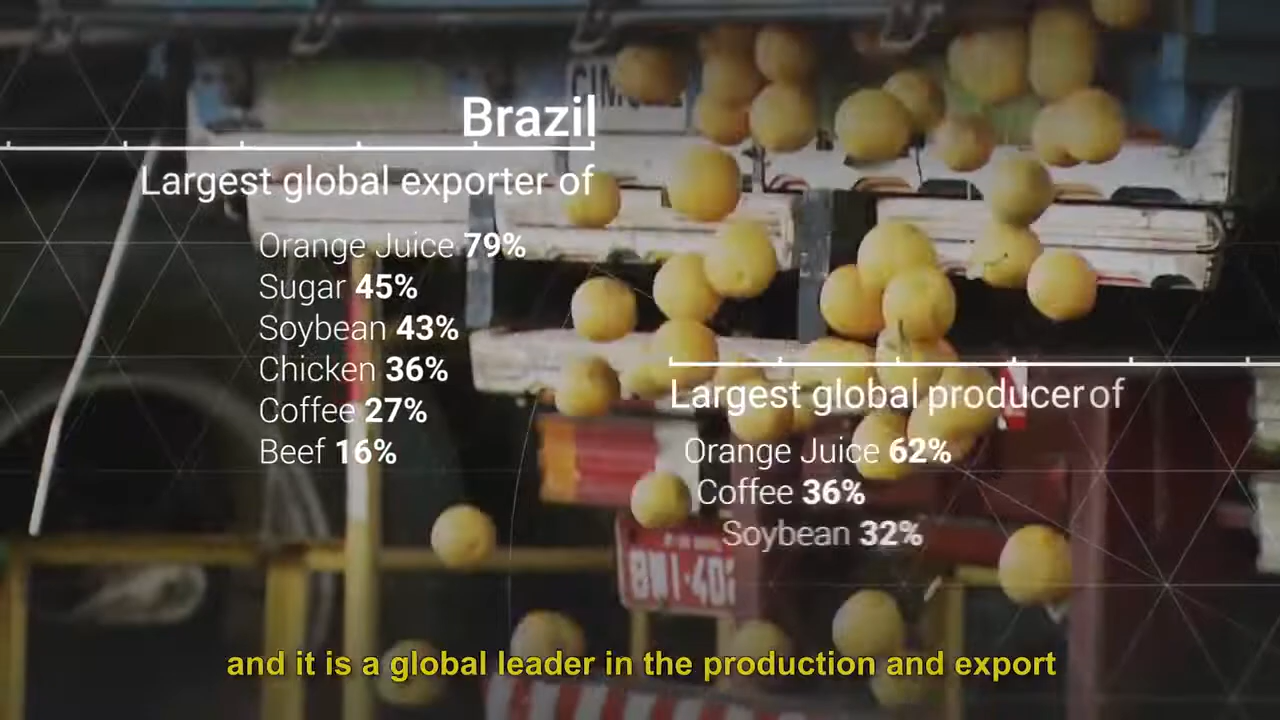 Brazil
Largest global exporter of
Orange Juice 79%
Sugar 45%
Soybean 43%
Chicken 36%
Coffee 27%
Beef 16%
Largest global producer of
Orange Juice 62%
Coffee 36%
Soybean 32%
and it is a global leader in the production and export